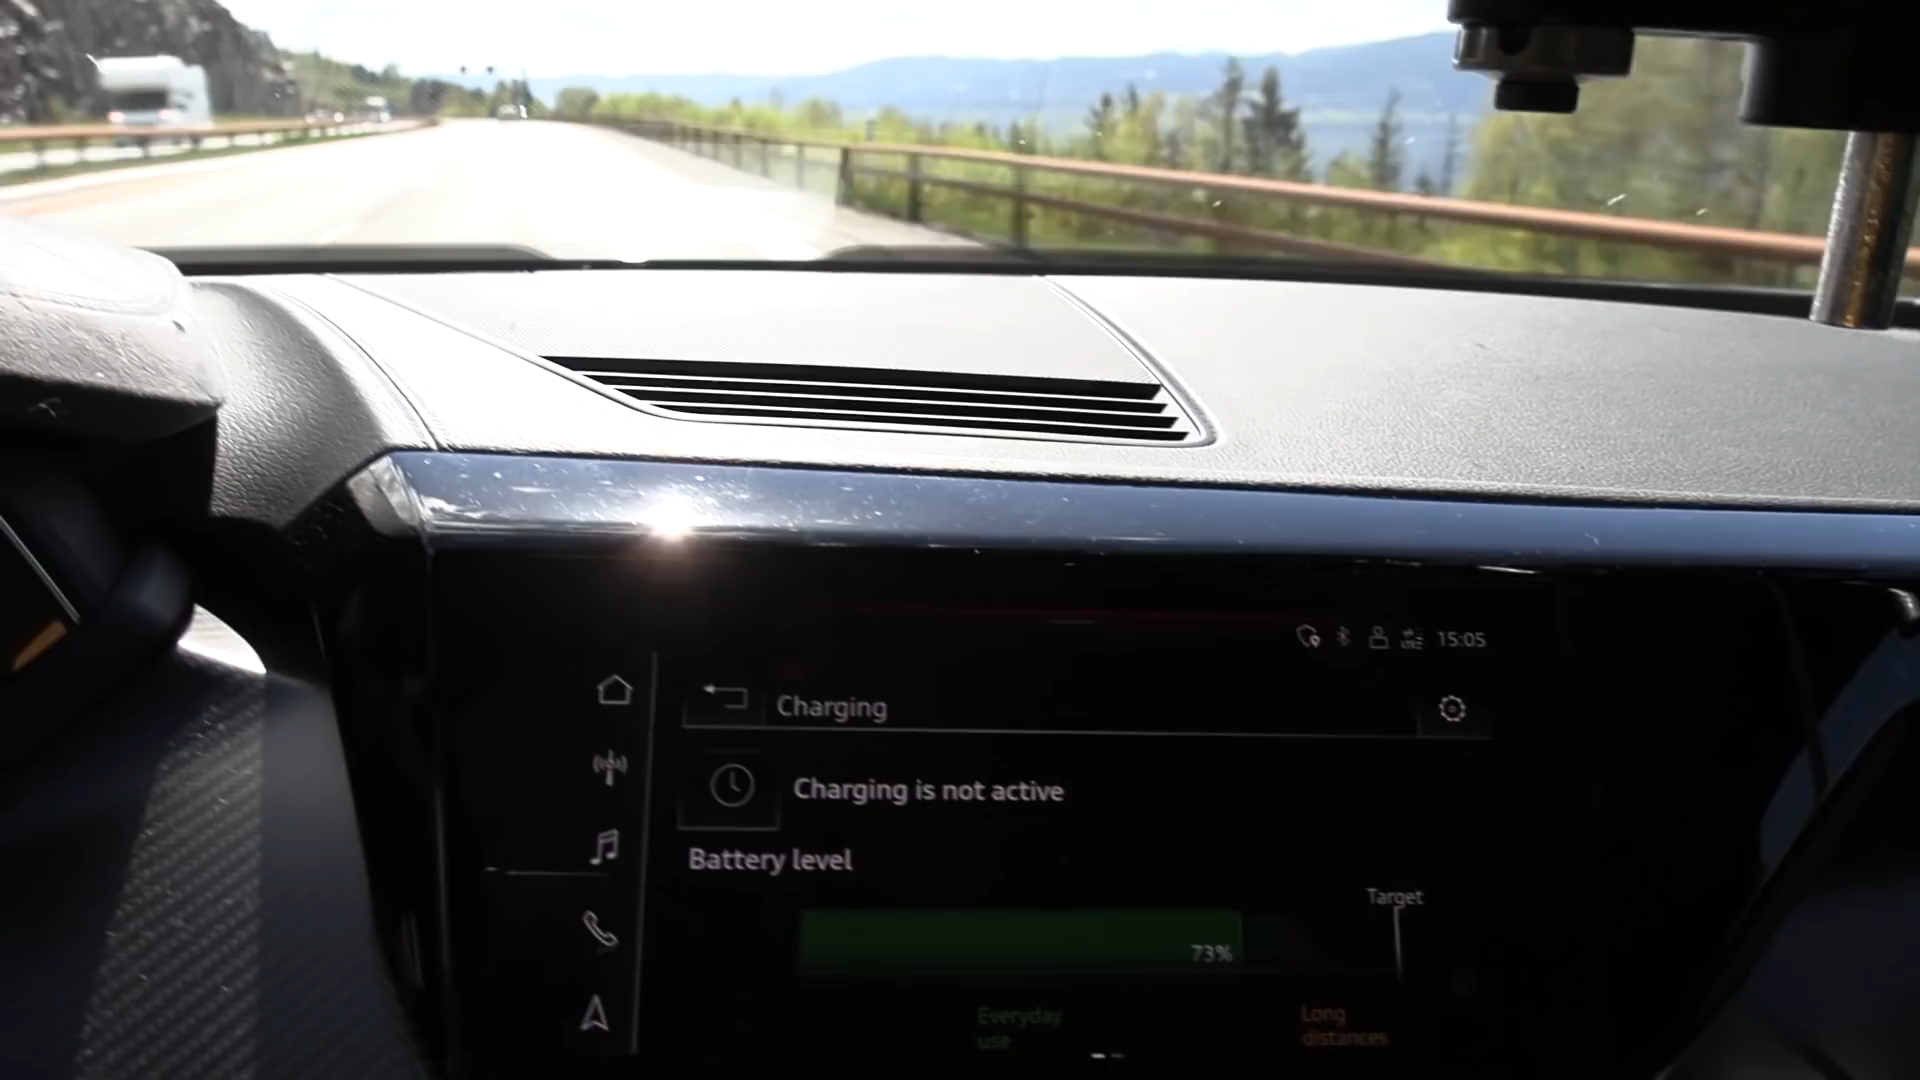 15:05
Charging
Charging is not active
Battery level
Target
73%
Everyday
use
Long
distances